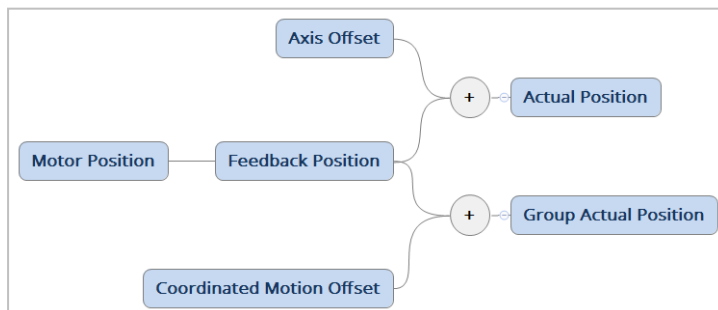 Axis Offset
+
Actual Position
Motor Position
Feedback Position
+
Group Actual Position
Coordinated Motion Offset